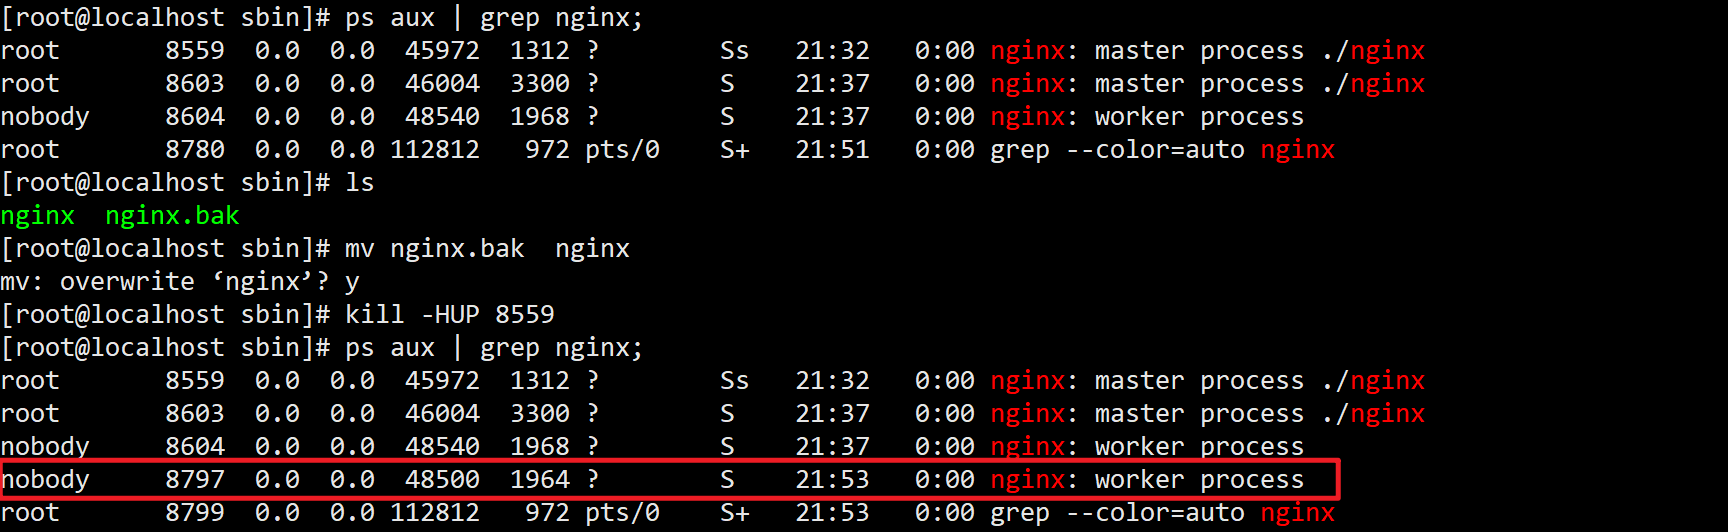 [root@localhost sbin]# ps aux | grep nginx;
root       8559  0.0  0.0  45972  1312 ?        Ss   21:32   0:00 nginx: master process ./nginx
root       8603  0.0  0.0  46004  3300 ?        S    21:37   0:00 nginx: master process ./nginx
nobody     8604  0.0  0.0  48540  1968 ?        S    21:37   0:00 nginx: worker process
root       8780  0.0  0.0 112812   972 pts/0    S+   21:51   0:00 grep --color=auto nginx
[root@localhost sbin]# ls
nginx  nginx.bak
[root@localhost sbin]# mv nginx.bak  nginx
mv: overwrite ‘nginx’? y
[root@localhost sbin]# kill -HUP 8559
[root@localhost sbin]# ps aux | grep nginx;
root       8559  0.0  0.0  45972  1312 ?        Ss   21:32   0:00 nginx: master process ./nginx
root       8603  0.0  0.0  46004  3300 ?        S    21:37   0:00 nginx: master process ./nginx
nobody     8604  0.0  0.0  48540  1968 ?        S    21:37   0:00 nginx: worker process
nobody     8797  0.0  0.0  48500  1964 ?        S    21:53   0:00 nginx: worker process
root       8799  0.0  0.0 112812   972 pts/0    S+   21:53   0:00 grep --color=auto nginx